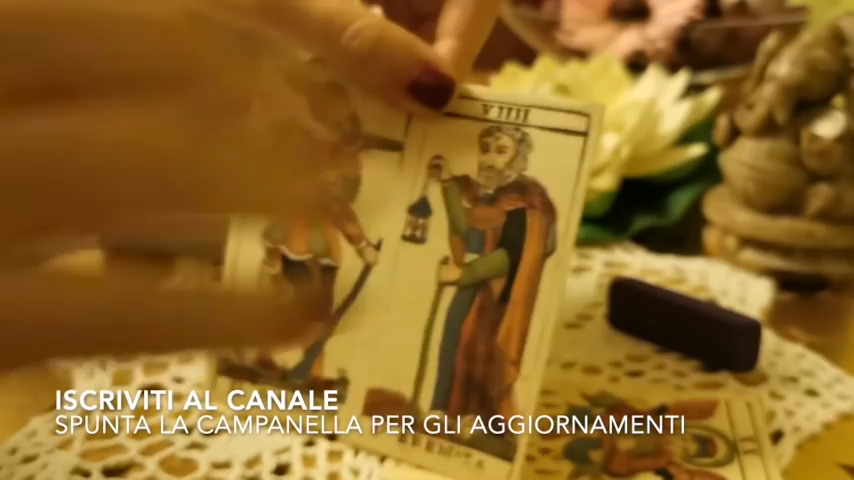 VIIII
ISCRIVITI AL CANALE
SPUNTA LA CAMPANELLA PER GLI AGGIORNAMENTI